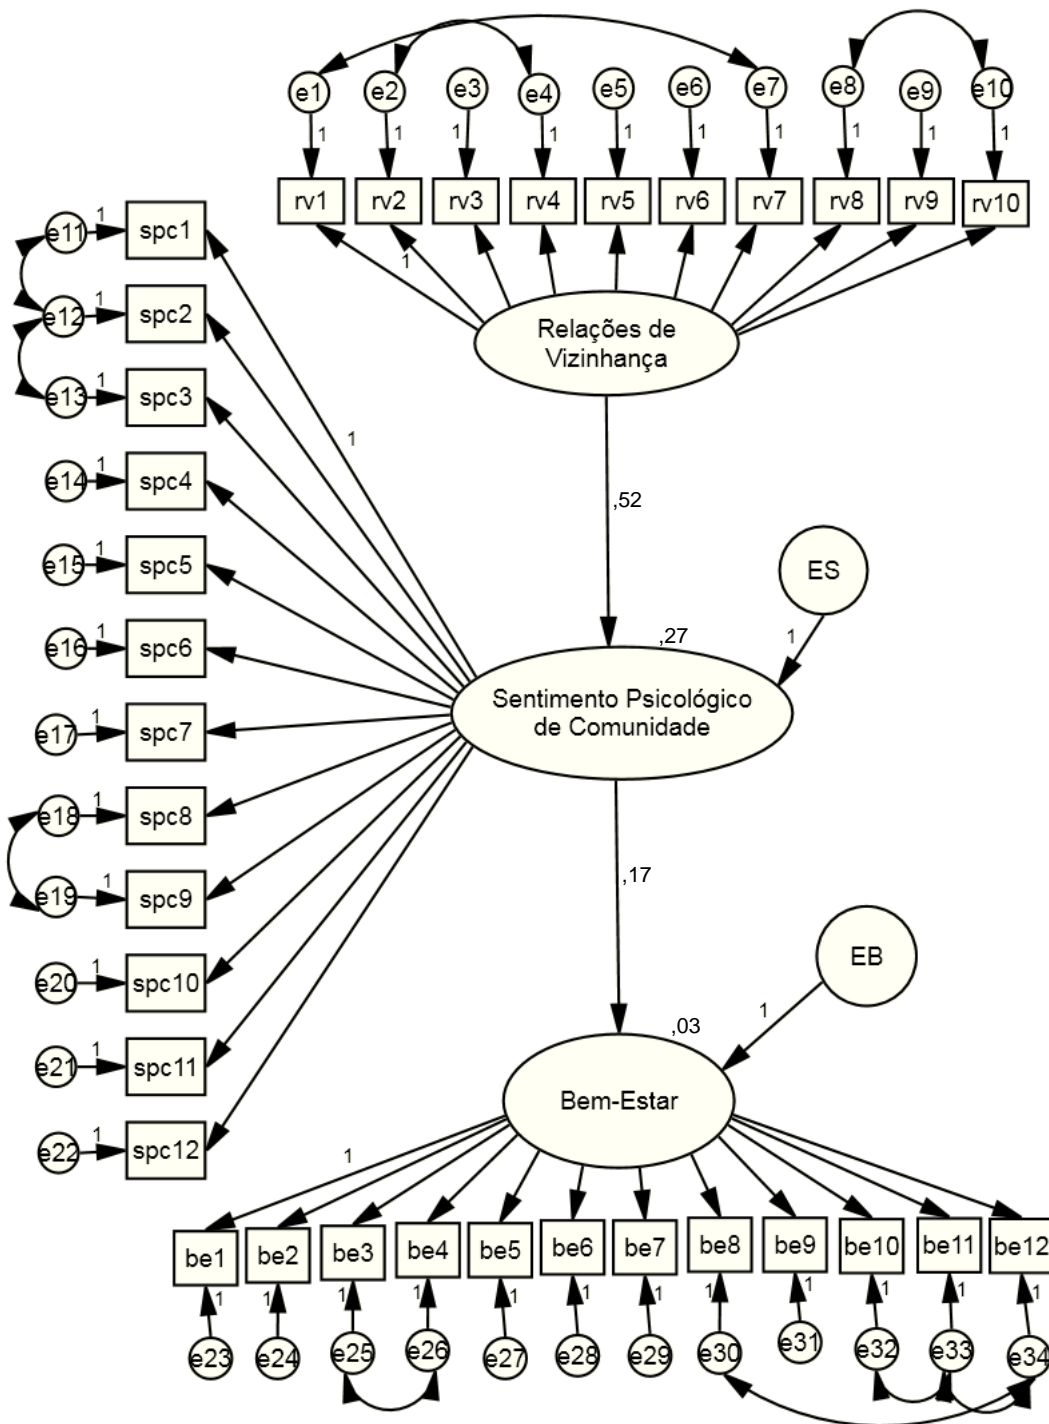 e1 e2 e3 e4 e5 e6 e7 e8 e9 e10
1 1 1 1 1 1 1 1 1 1
rv1 rv2 rv3 rv4 rv5 rv6 rv7 rv8 rv9 rv10
1
Relações de
Vizinhança
e11 1 spc1
e12 1 spc2
e13 1 spc3
1
e14 1 spc4
e15 1 spc5
e16 1 spc6
e17 1 spc7
e18 1 spc8
e19 1 spc9
e20 1 spc10
e21 1 spc11
e22 1 spc12
,52
ES
1
,27
Sentimento Psicológico
de Comunidade
,17
EB
1
,03
Bem-Estar
1
be1 be2 be3 be4 be5 be6 be7 be8 be9 be10 be11 be12
1 1 1 1 1 1 1 1 1 1 1 1
e23 e24 e25 e26 e27 e28 e29 e30 e31 e32 e33 e34